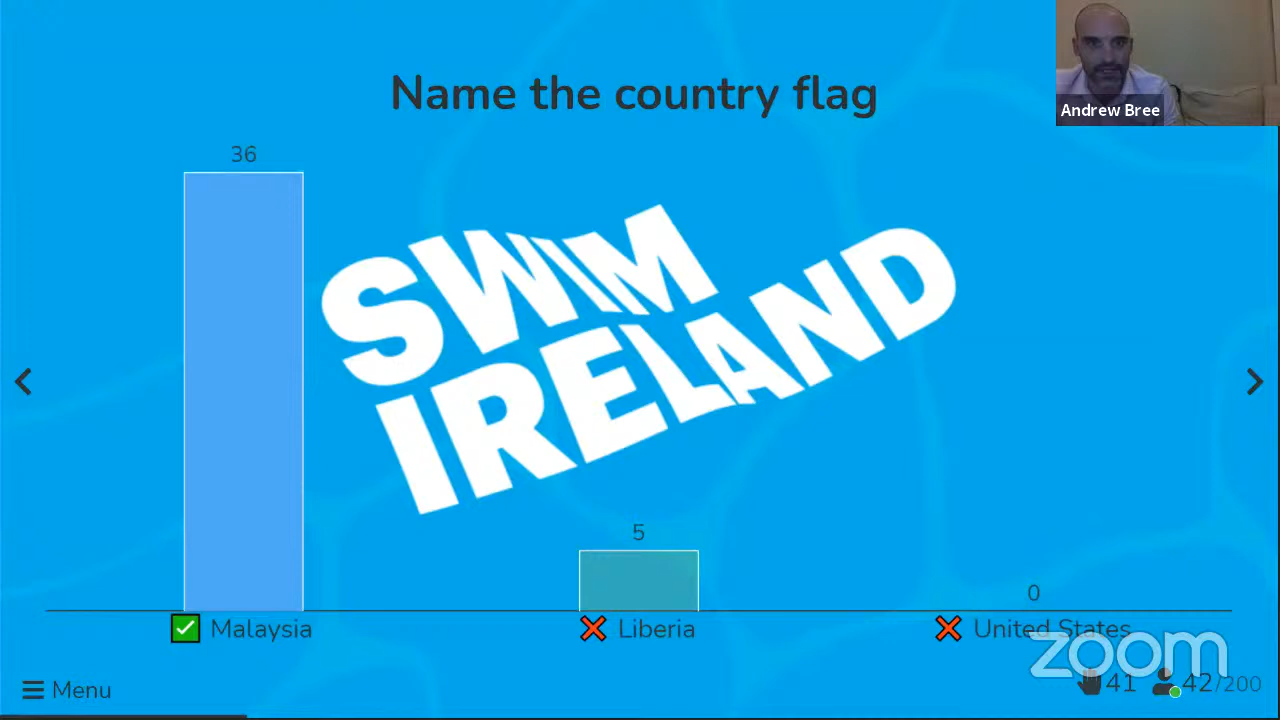 Name the country flag
Andrew Bree
36
SWIM
IRELAND
5
0
Malaysia
Liberia
United States
zoom
Menu
41
42/200